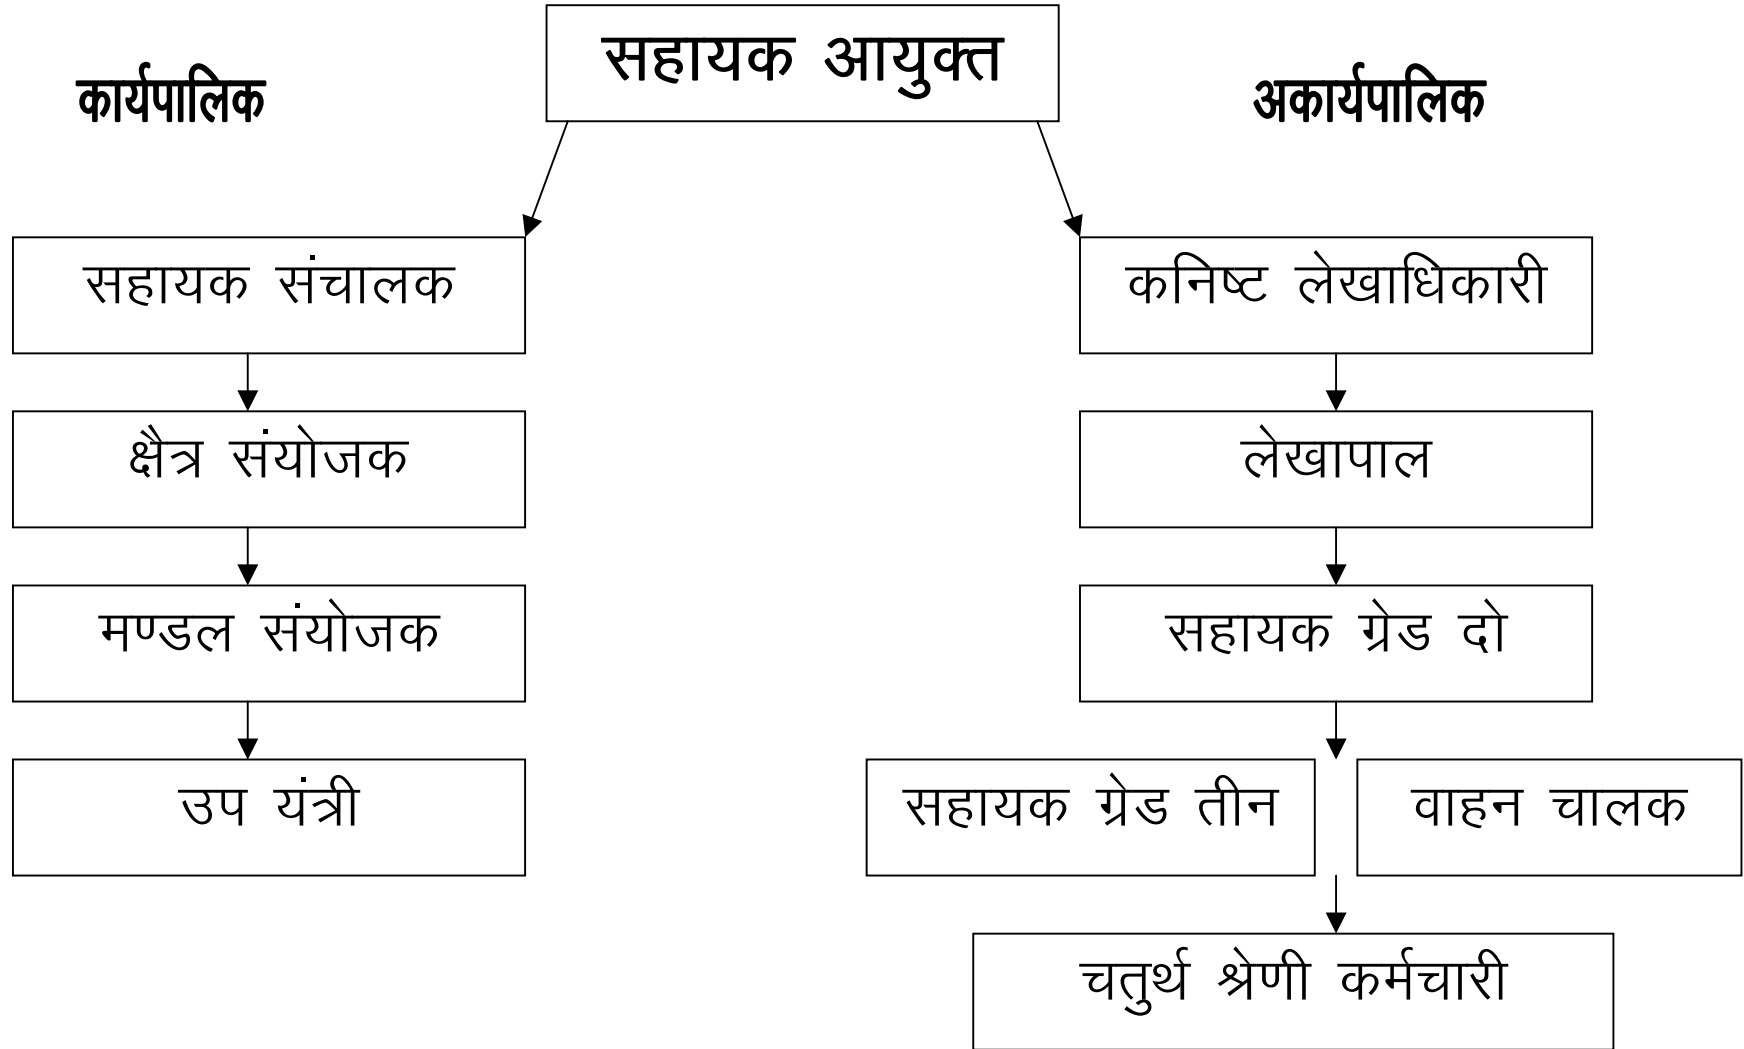 सहायक आयुक्त
कार्यपालिक
अकार्यपालिक
सहायक संचालक
कनिष्ट लेखाधिकारी
क्षैत्र संयोजक
लेखापाल
मण्डल संयोजक
सहायक ग्रेड दो
उप यंत्री
सहायक ग्रेड तीन
वाहन चालक
चतुर्थ श्रेणी कर्मचारी